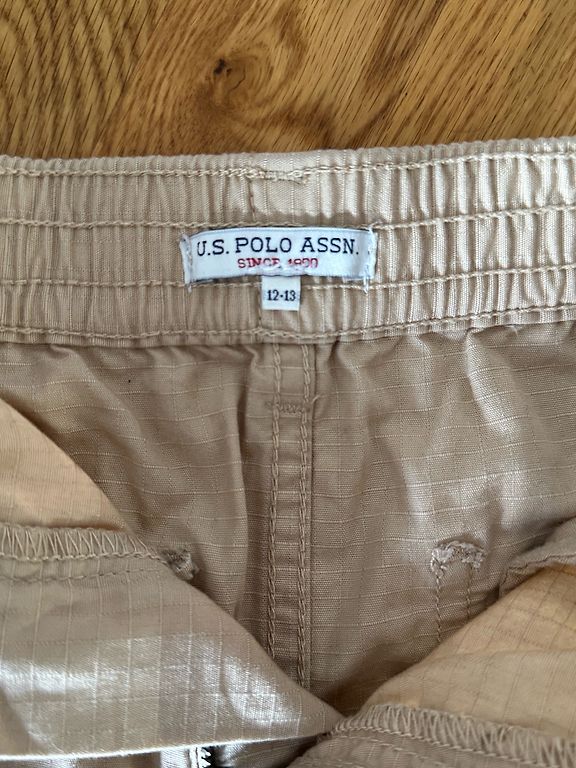 U.S. POLO ASSN.
SINCE 1890
12-13